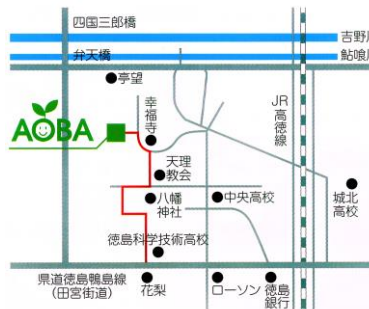 四国三郎橋
吉野川
弁天橋
鮎喰川
亭望
幸福寺
JR高徳線
AOBA
天理
教会
八幡
神社
中央高校
城北
高校
徳島科学技術高校
県道徳島鴨島線
(田宮街道)
花梨
ローソン
徳島
銀行